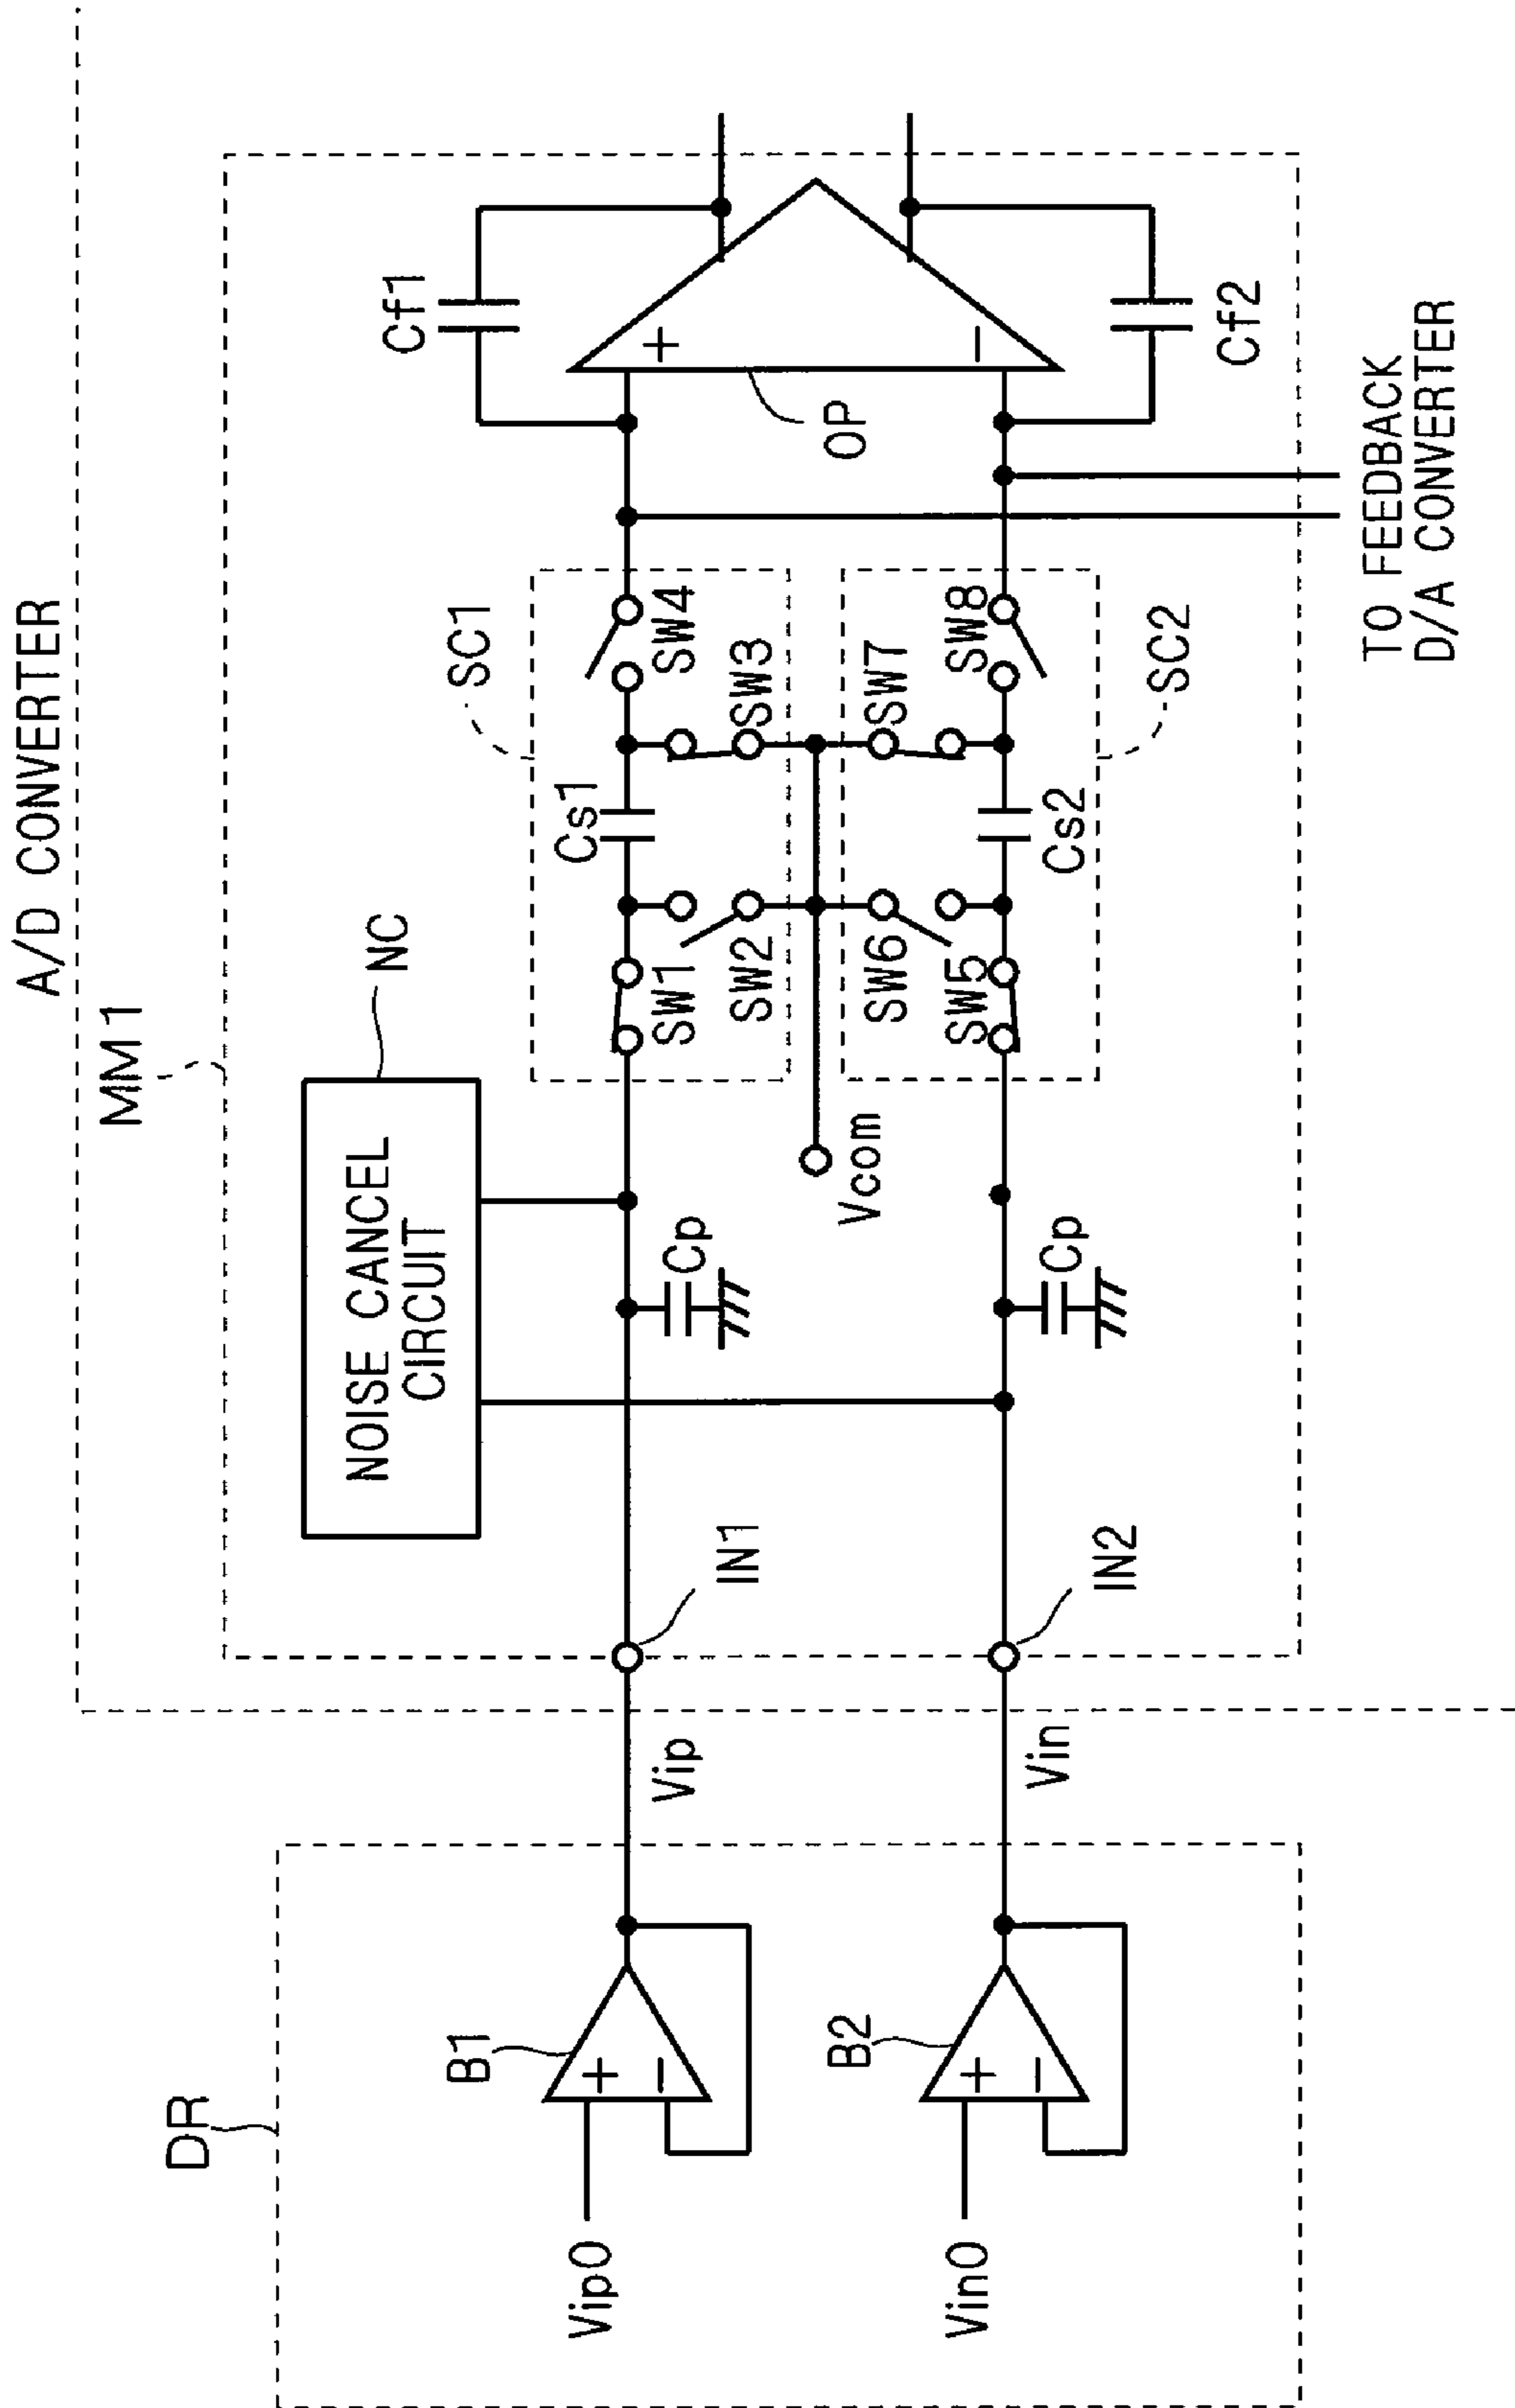 A/D CONVERTER
MM1
NC
NOISE CANCEL
CIRCUIT
DR
B1
Vip0
Vip
IN1
Cp
SC1
SW1
SW2
Cs1
SW3
SW4
Cf1
OP
+
−
+
−
Vcom
B2
+
−
Vin0
Vin
IN2
Cp
SC2
SW5
SW6
Cs2
SW7
SW8
Cf2
TO FEEDBACK
D/A CONVERTER